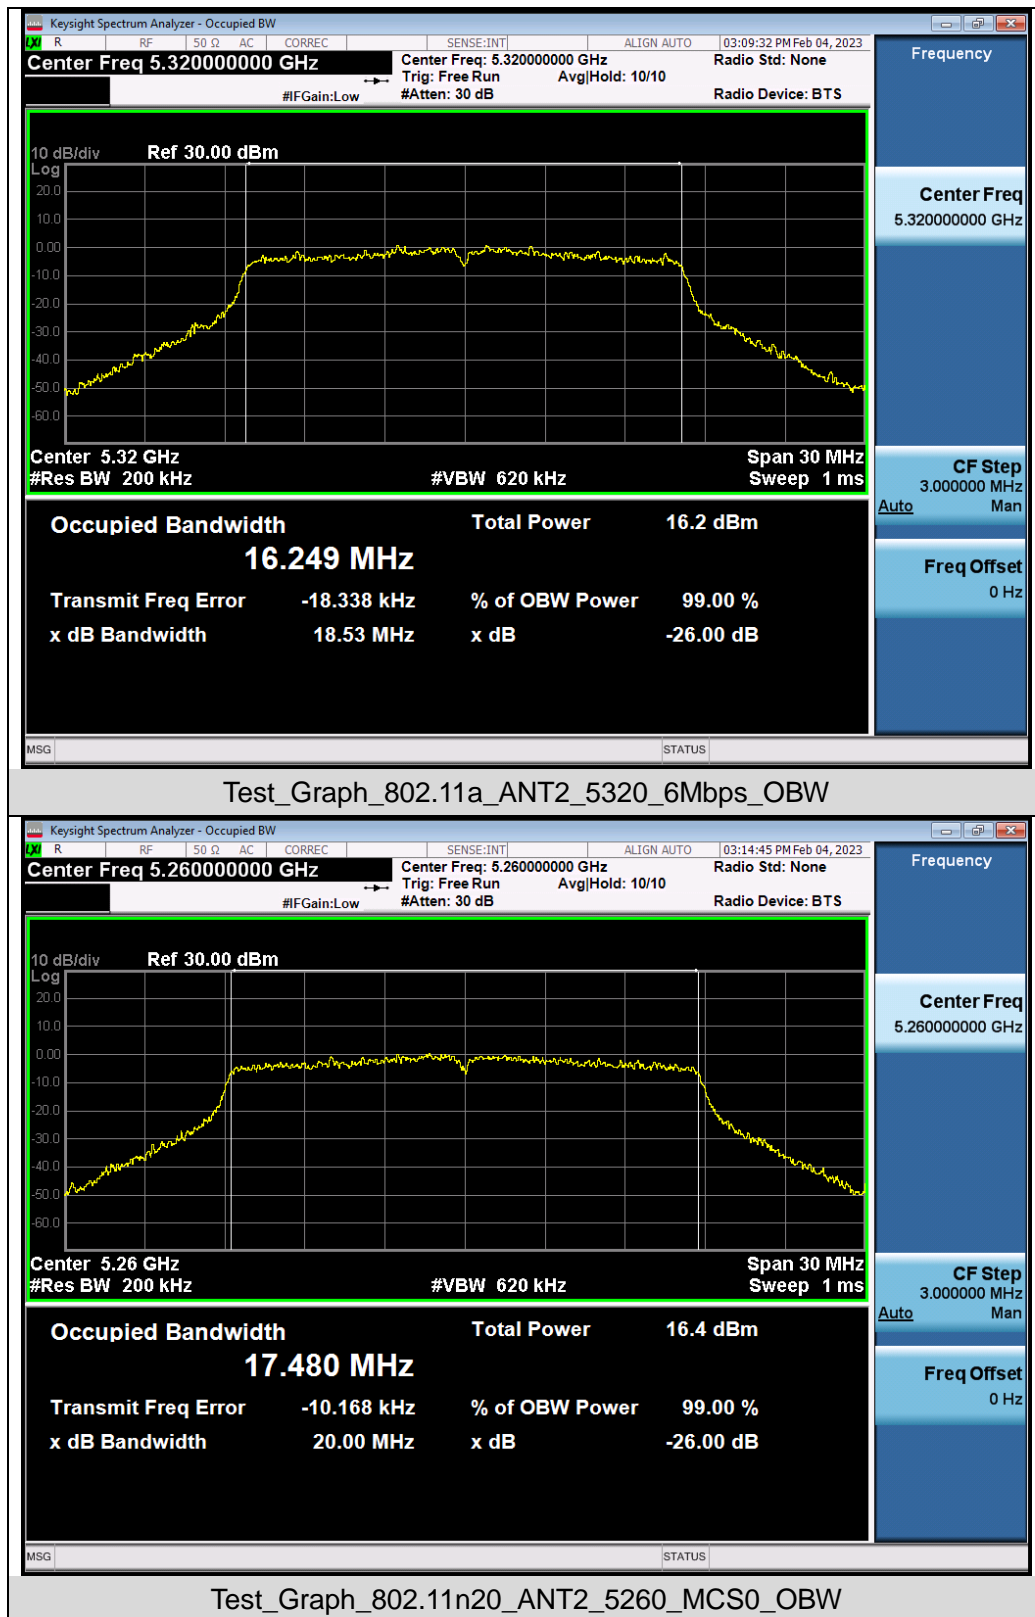 Keysight Spectrum Analyzer - Occupied BW
LXI R RF 50 Ω AC CORREC SENSE:INT ALIGN AUTO 03:09:32 PM Feb 04, 2023
Center Freq 5.320000000 GHz Center Freq: 5.320000000 GHz Radio Std: None
Trig: Free Run Avg|Hold: 10/10
#IFGain:Low #Atten: 30 dB Radio Device: BTS
10 dB/div Ref 30.00 dBm
Log
20.0
10.0
0.00
-10.0
-20.0
-30.0
-40.0
-50.0
-60.0
Center 5.32 GHz Span 30 MHz
#Res BW 200 kHz #VBW 620 kHz Sweep 1 ms
Occupied Bandwidth Total Power 16.2 dBm
16.249 MHz
Transmit Freq Error -18.338 kHz % of OBW Power 99.00 %
x dB Bandwidth 18.53 MHz x dB -26.00 dB
MSG STATUS
Frequency
Center Freq
5.320000000 GHz
CF Step
3.000000 MHz
Auto Man
Freq Offset
0 Hz
Test_Graph_802.11a_ANT2_5320_6Mbps_OBW
Keysight Spectrum Analyzer - Occupied BW
LXI R RF 50 Ω AC CORREC SENSE:INT ALIGN AUTO 03:14:45 PM Feb 04, 2023
Center Freq 5.260000000 GHz Center Freq: 5.260000000 GHz Radio Std: None
Trig: Free Run Avg|Hold: 10/10
#IFGain:Low #Atten: 30 dB Radio Device: BTS
10 dB/div Ref 30.00 dBm
Log
20.0
10.0
0.00
-10.0
-20.0
-30.0
-40.0
-50.0
-60.0
Center 5.26 GHz Span 30 MHz
#Res BW 200 kHz #VBW 620 kHz Sweep 1 ms
Occupied Bandwidth Total Power 16.4 dBm
17.480 MHz
Transmit Freq Error -10.168 kHz % of OBW Power 99.00 %
x dB Bandwidth 20.00 MHz x dB -26.00 dB
MSG STATUS
Frequency
Center Freq
5.260000000 GHz
CF Step
3.000000 MHz
Auto Man
Freq Offset
0 Hz
Test_Graph_802.11n20_ANT2_5260_MCS0_OBW